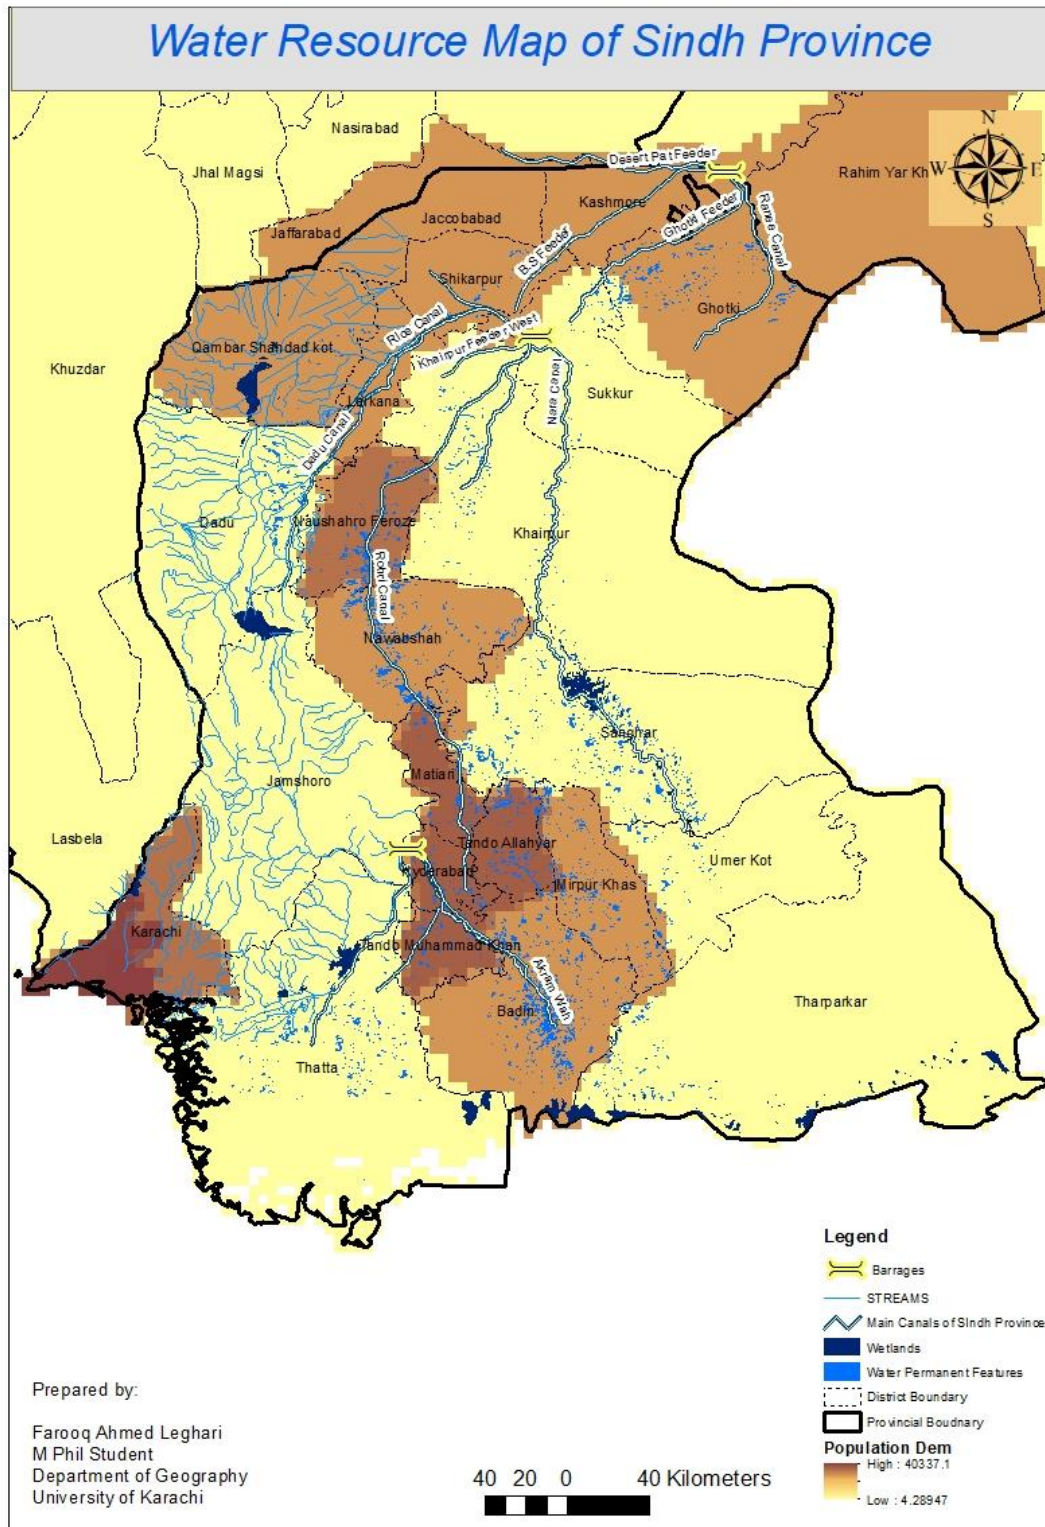 Water Resource Map of Sindh Province
N
W
E
S
Nasirabad
Jhal Magsi
Desert Pat Feeder
Rahim Yar Kh
Kashmore
Jaccobabad
Jaffarabad
Ghotki Feeder
Ranee Canal
B.S Feeder
Shikarpur
Ghotki
Rice Canal
Khairpur Feeder West
Qambar Shahdad kot
Khuzdar
Nara Canal
Sukkur
Larkana
Dadu Canal
Dadu
Naushahro Feroze
Khairpur
Rohri Canal
Nawabshah
Sanghar
Matiari
Jamshoro
Lasbela
Tando Allahyar
Umer Kot
Hyderabad
Mirpur Khas
Karachi
Tando Muhammad Khan
Akram Wah
Badin
Tharparkar
Thatta
Legend
Barrages
STREAMS
Main Canals of SIndh Province
Wetlands
Water Permanent Features
District Boundary
Provincial Boudnary
Population Dem
High : 40337.1
Low : 4.28947
Prepared by:
Farooq Ahmed Leghari
M Phil Student
Department of Geography
University of Karachi
40 20 0 40 Kilometers